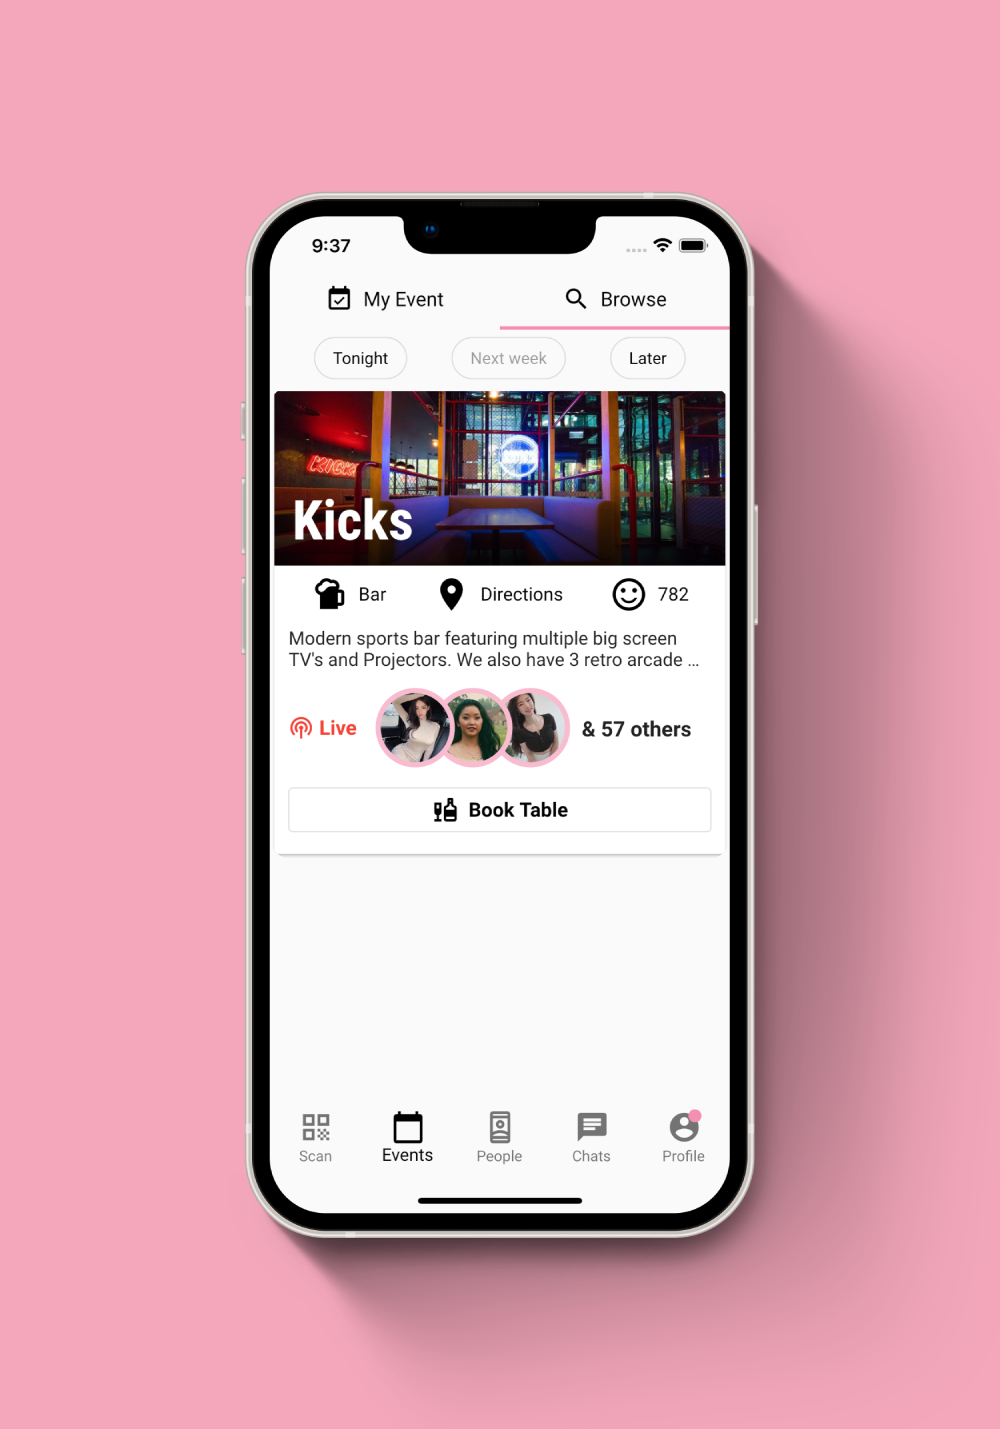 9:37
My Event
Browse
Tonight
Next week
Later
KICKS
Kicks
Bar
Directions
782
Modern sports bar featuring multiple big screen
TV's and Projectors. We also have 3 retro arcade ...
Live
& 57 others
Book Table
Scan
Events
People
Chats
Profile